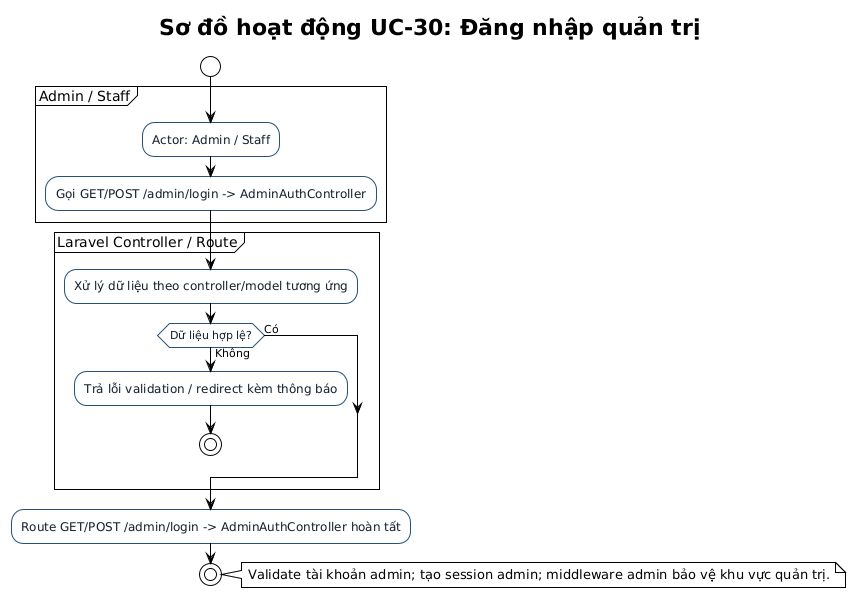 Sơ đồ hoạt động UC-30: Đăng nhập quản trị
Admin / Staff
Actor: Admin / Staff
Gọi GET/POST /admin/login -> AdminAuthController
Laravel Controller / Route
Xử lý dữ liệu theo controller/model tương ứng
Dữ liệu hợp lệ?
Có
Không
Trả lỗi validation / redirect kèm thông báo
Route GET/POST /admin/login -> AdminAuthController hoàn tất
Validate tài khoản admin; tạo session admin; middleware admin bảo vệ khu vực quản trị.